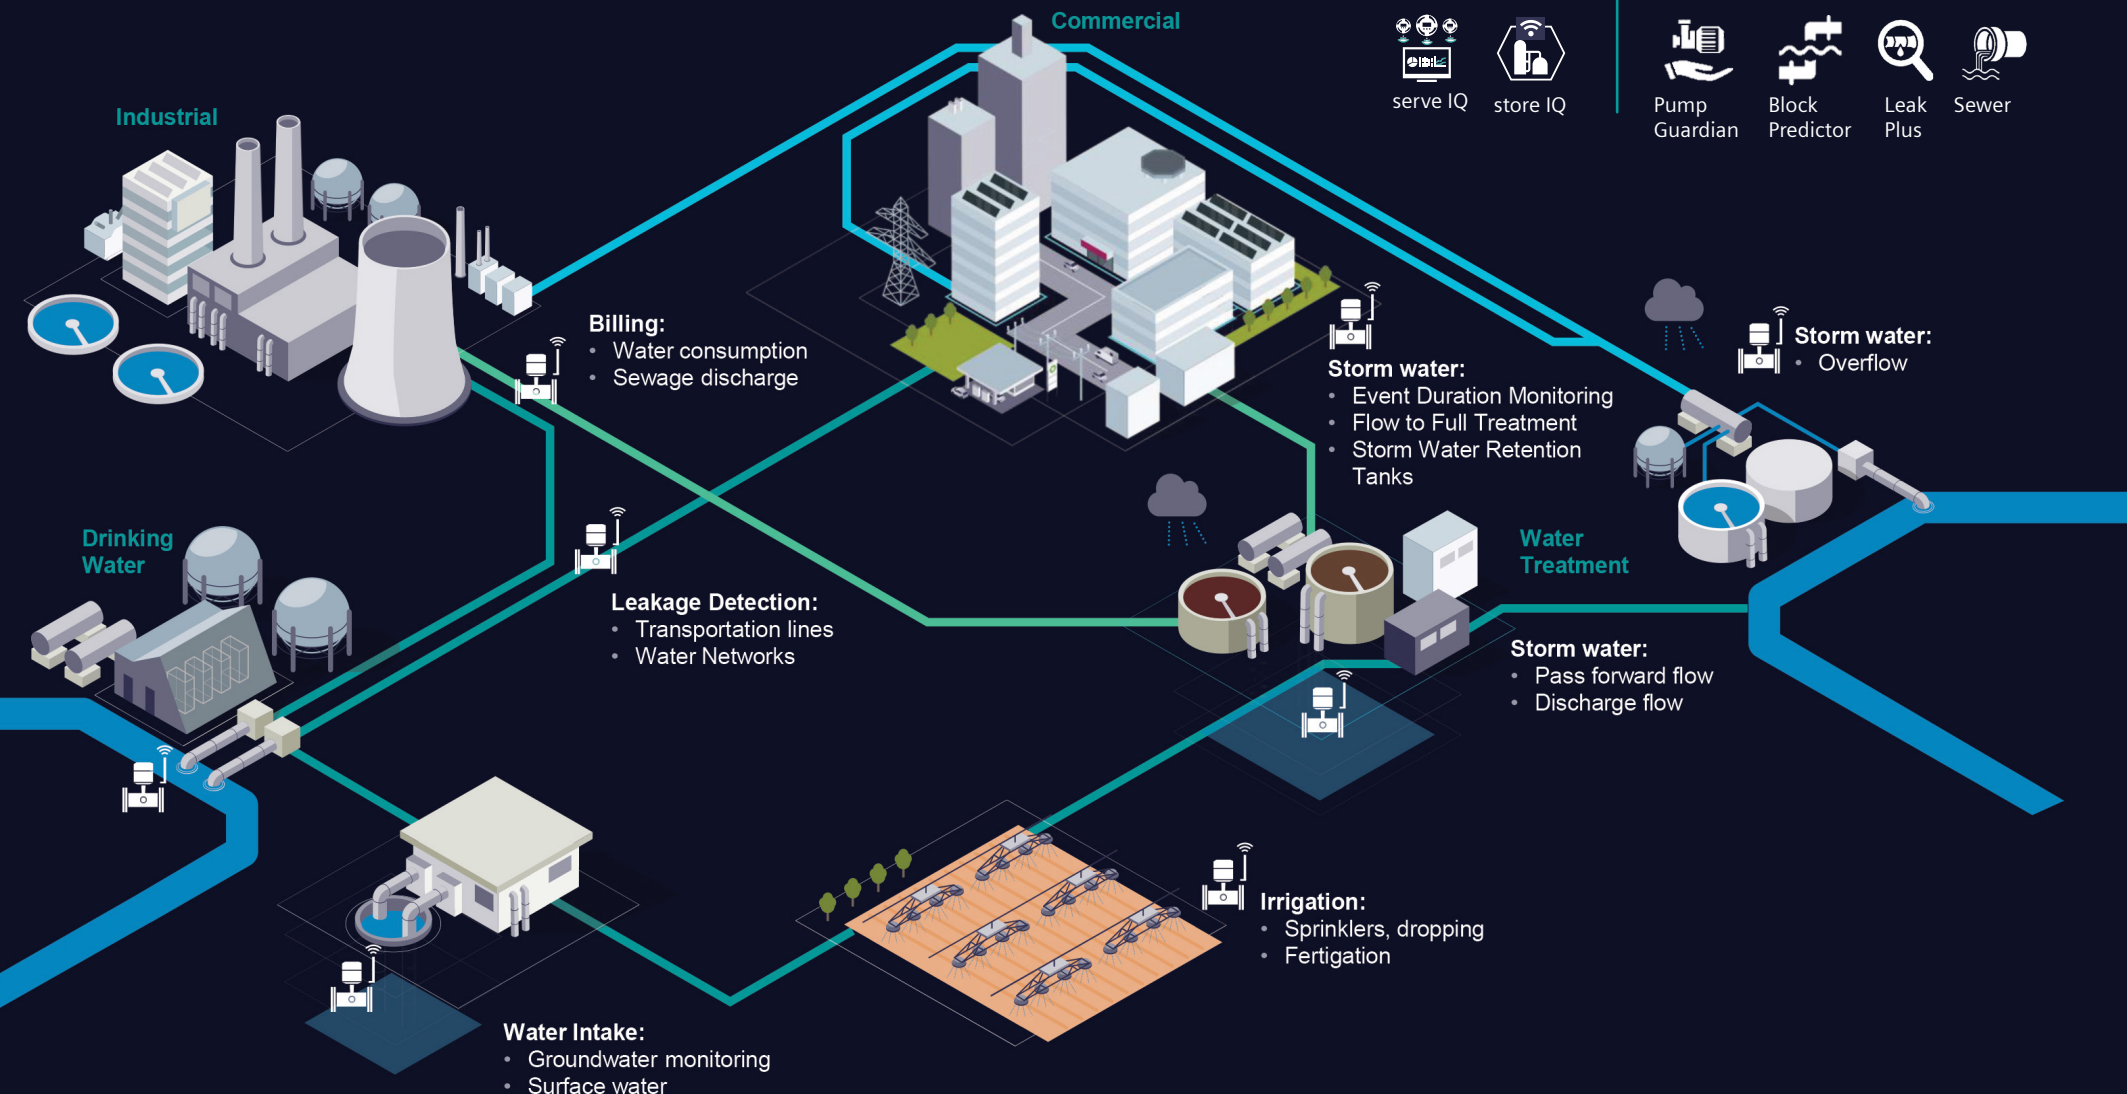 Commercial
serve IQ
store IQ
Pump
Guardian
Block
Predictor
Leak
Plus
Sewer
Industrial
Billing:
• Water consumption
• Sewage discharge
Storm water:
• Event Duration Monitoring
• Flow to Full Treatment
• Storm Water Retention
Tanks
Storm water:
• Overflow
Drinking
Water
Leakage Detection:
• Transportation lines
• Water Networks
Water
Treatment
Storm water:
• Pass forward flow
• Discharge flow
Irrigation:
• Sprinklers, dropping
• Fertigation
Water Intake:
• Groundwater monitoring
• Surface water